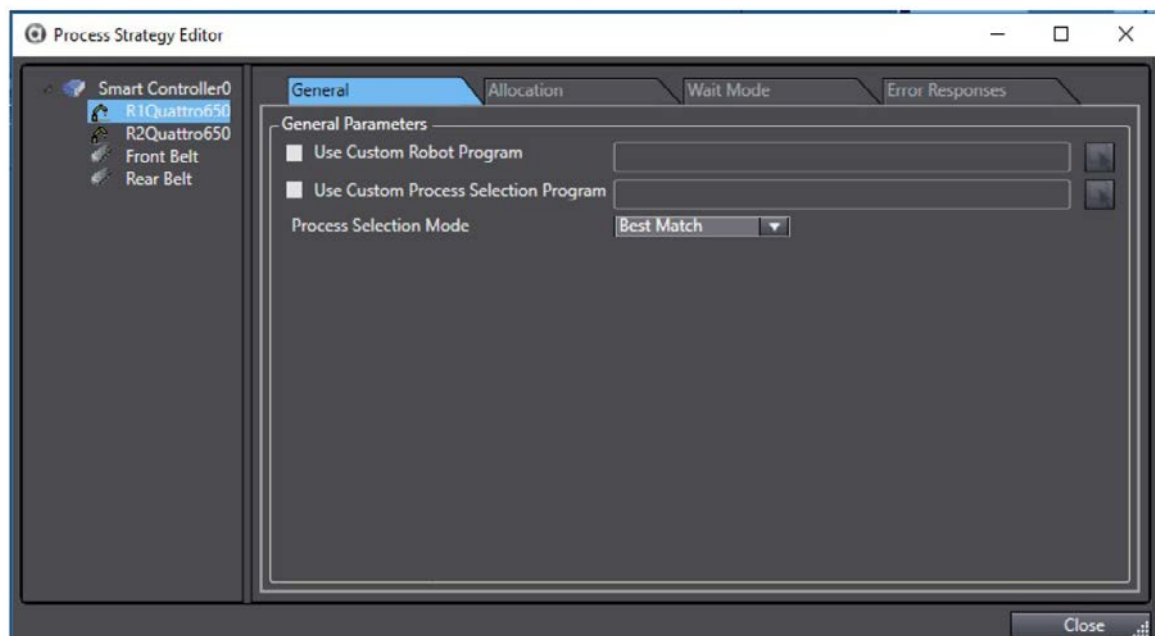 Process Strategy Editor
Smart Controller0
R1Quattro650
R2Quattro650
Front Belt
Rear Belt
General
Allocation
Wait Mode
Error Responses
General Parameters
Use Custom Robot Program
Use Custom Process Selection Program
Process Selection Mode
Best Match
Close